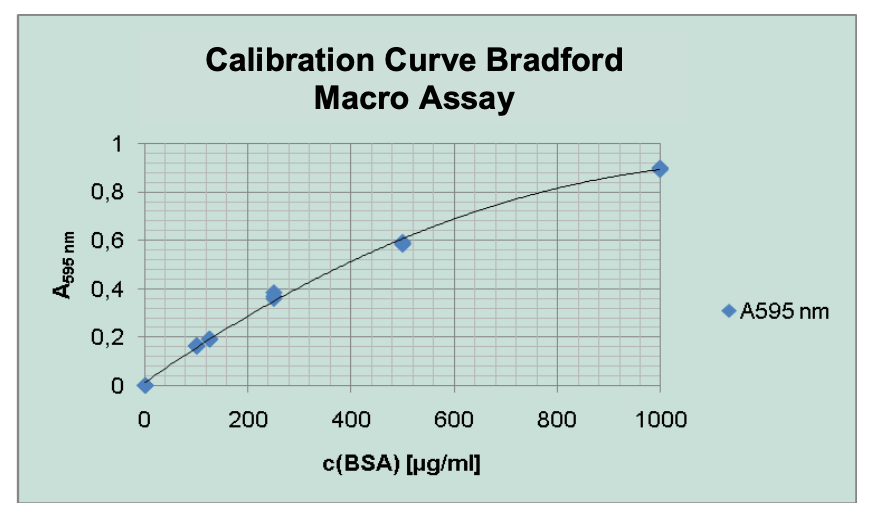 Calibration Curve Bradford
Macro Assay
1
0,8
0,6
0,4
0,2
0
A595 nm
0 200 400 600 800 1000
c(BSA) [µg/ml]
A595 nm